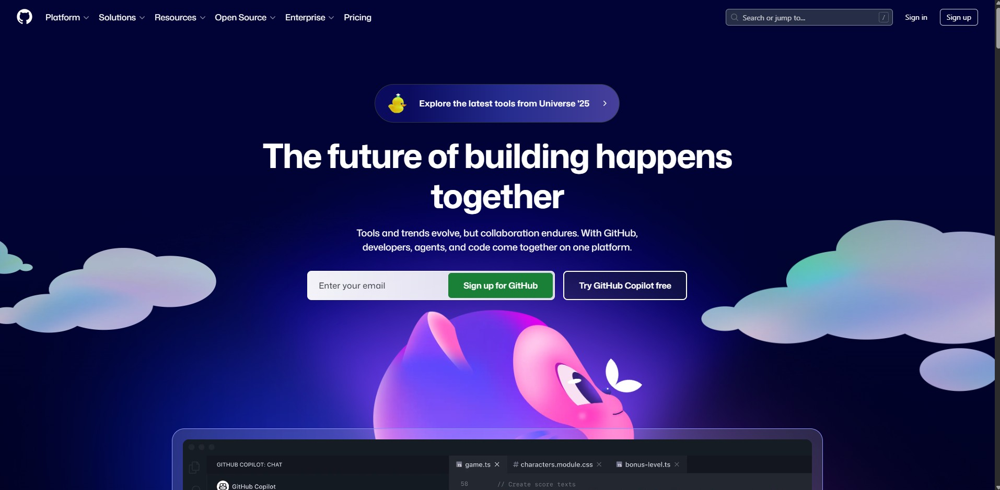 Platform
Solutions
Resources
Open Source
Enterprise
Pricing
Search or jump to...
/
Sign in
Sign up
Explore the latest tools from Universe '25
The future of building happens
together
Tools and trends evolve, but collaboration endures. With GitHub,
developers, agents, and code come together on one platform.
Enter your email
Sign up for GitHub
Try GitHub Copilot free
GITHUB COPILOT: CHAT
TS game.ts
# characters.module.css
TS bonus-level.ts
GitHub Copilot
58 // Create score texts